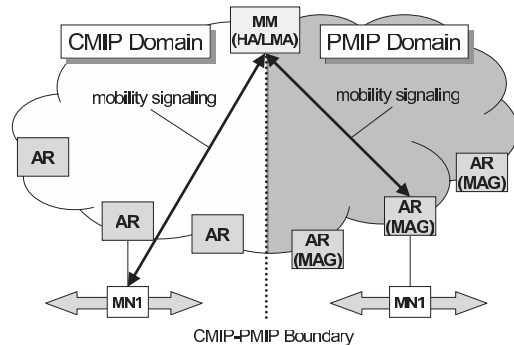 MM
(HA/LMA)
CMIP Domain
PMIP Domain
mobility signaling
mobility signaling
AR
AR
(MAG)
AR
AR
(MAG)
AR
AR
(MAG)
MN1
MN1
CMIP-PMIP Boundary